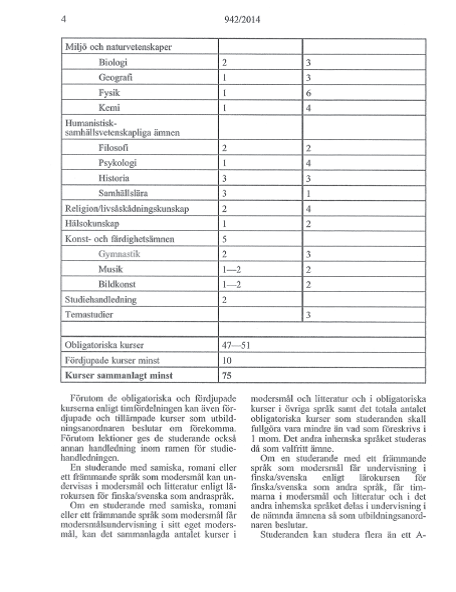 4
942/2014
Miljö och naturvetenskaper
Biologi 2 3
Geografi 1 3
Fysik 1 6
Kemi 1 4
Humanistisk-
samhällsvetenskapliga ämnen
Filosofi 2 2
Psykologi 1 4
Historia 3 3
Samhällslära 3 1
Religion/livsåskådningskunskap 2 4
Hälsokunskap 1 2
Konst- och färdighetsämnen 5
Gymnastik 2 3
Musik 1—2 2
Bildkonst 1—2 2
Studiehandledning 2
Temastudier 3
Obligatoriska kurser 47—51
Fördjupade kurser minst 10
Kurser sammanlagt minst 75
Förutom de obligatoriska och fördjupade
kurserna enligt timfördelningen kan även för-
djupade och tillämpade kurser som utbild-
ningsanordnaren beslutar om förekomma.
Förutom lektioner ges de studerande också
annan handledning inom ramen för studie-
handledningen.
En studerande med samiska, romani eller
ett främmande språk som modersmål kan un-
dervisas i modersmål och litteratur enligt lä-
rokursen för finska/svenska som andraspråk.
Om en studerande med samiska, romani
eller ett främmande språk som modersmål får
modersmålsundervisning i sitt eget moders-
mål, kan det sammanlagda antalet kurser i
modersmål och litteratur och i obligatoriska
kurser i övriga språk samt det totala antalet
obligatoriska kurser som studeranden skall
fullgöra vara mindre än vad som föreskrivs i
1 mom. Det andra inhemska språket studeras
då som valfritt ämne.
Om en studerande med ett främmande
språk som modersmål får undervisning i
finska/svenska enligt lärokursen för
finska/svenska som andra språk, får tim-
marna i modersmål och litteratur och i det
andra inhemska språket delas i undervisning i
de nämnda ämnena så som utbildningsanord-
naren beslutar.
Studeranden kan studera flera än ett A-